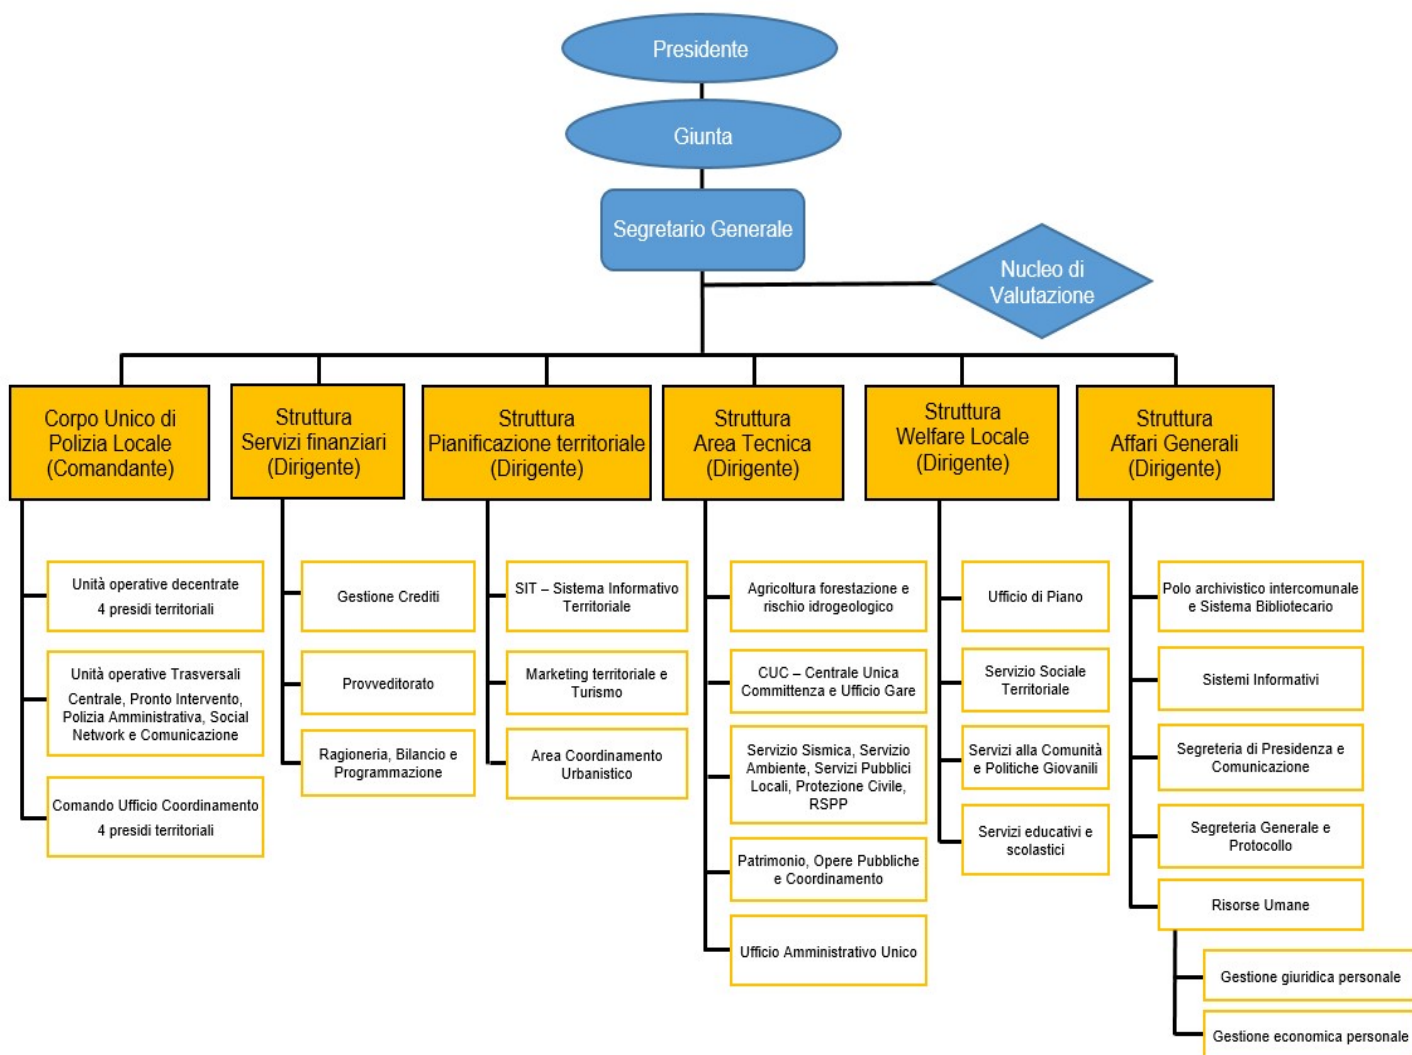 Presidente
Giunta
Segretario Generale
Nucleo di
Valutazione
Corpo Unico di
Polizia Locale
(Comandante)
Struttura
Servizi finanziari
(Dirigente)
Struttura
Pianificazione territoriale
(Dirigente)
Struttura
Area Tecnica
(Dirigente)
Struttura
Welfare Locale
(Dirigente)
Struttura
Affari Generali
(Dirigente)
Unità operative decentrate
4 presidi territoriali
Unità operative Trasversali
Centrale, Pronto Intervento,
Polizia Amministrativa, Social
Network e Comunicazione
Comando Ufficio Coordinamento
4 presidi territoriali
Gestione Crediti
Provveditorato
Ragioneria, Bilancio e
Programmazione
SIT – Sistema Informativo
Territoriale
Marketing territoriale e
Turismo
Area Coordinamento
Urbanistico
Agricoltura forestazione e
rischio idrogeologico
CUC – Centrale Unica
Committenza e Ufficio Gare
Servizio Sismica, Servizio
Ambiente, Servizi Pubblici
Locali, Protezione Civile,
RSPP
Patrimonio, Opere Pubbliche
e Coordinamento
Ufficio Amministrativo Unico
Ufficio di Piano
Servizio Sociale
Territoriale
Servizi alla Comunità
e Politiche Giovanili
Servizi educativi e
scolastici
Polo archivistico intercomunale
e Sistema Bibliotecario
Sistemi Informativi
Segreteria di Presidenza e
Comunicazione
Segreteria Generale e
Protocollo
Risorse Umane
Gestione giuridica personale
Gestione economica personale